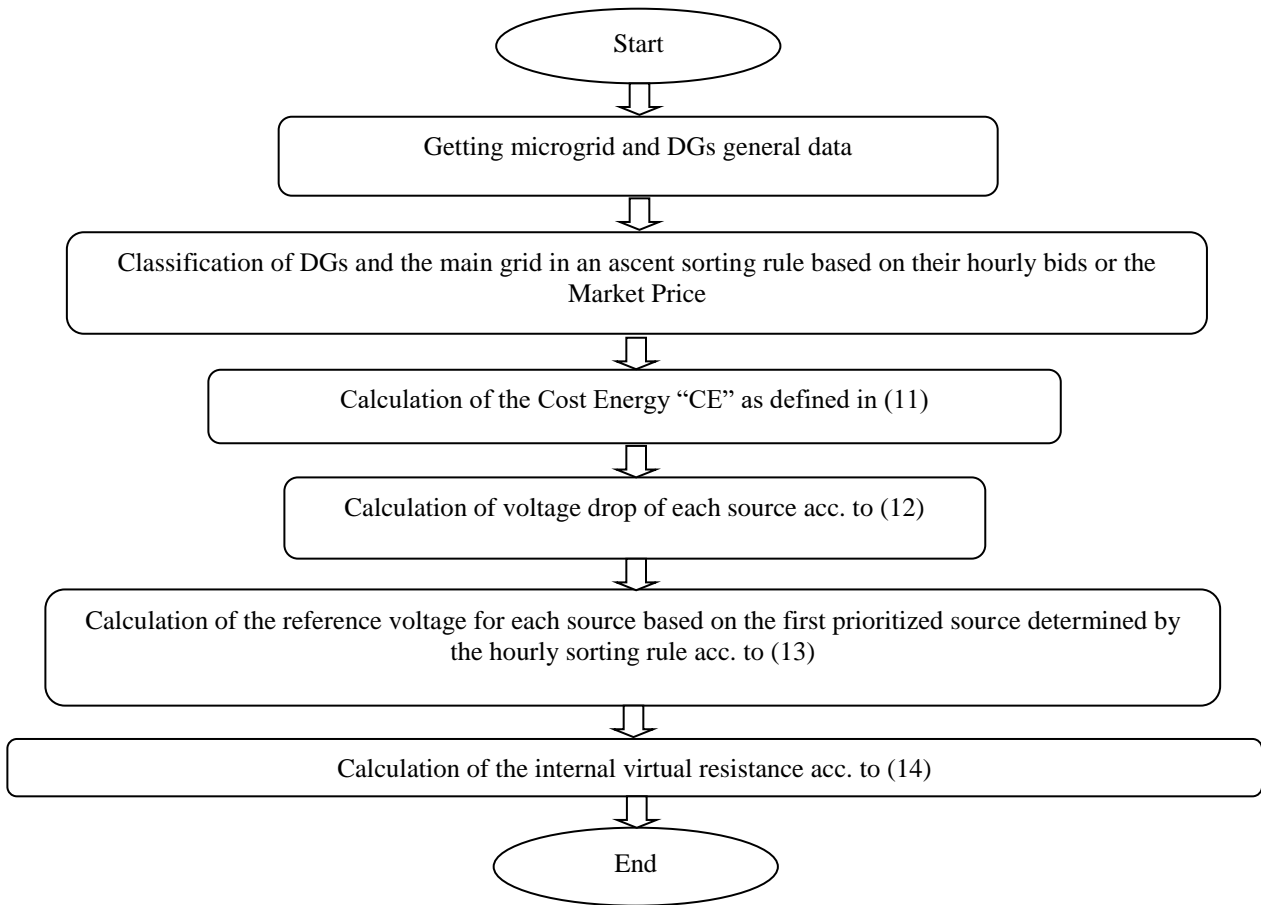 Start
Getting microgrid and DGs general data
Classification of DGs and the main grid in an ascent sorting rule based on their hourly bids or the
Market Price
Calculation of the Cost Energy “CE” as defined in (11)
Calculation of voltage drop of each source acc. to (12)
Calculation of the reference voltage for each source based on the first prioritized source determined by
the hourly sorting rule acc. to (13)
Calculation of the internal virtual resistance acc. to (14)
End